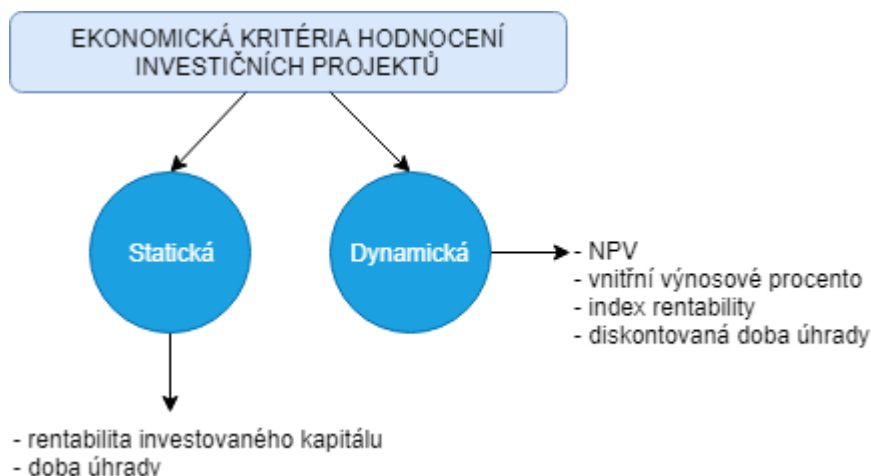 EKONOMICKÁ KRITÉRIA HODNOCENÍ
INVESTIČNÍCH PROJEKTŮ
Statická
Dynamická
- NPV
- vnitřní výnosové procento
- index rentability
- diskontovaná doba úhrady
- rentabilita investovaného kapitálu
- doba úhrady